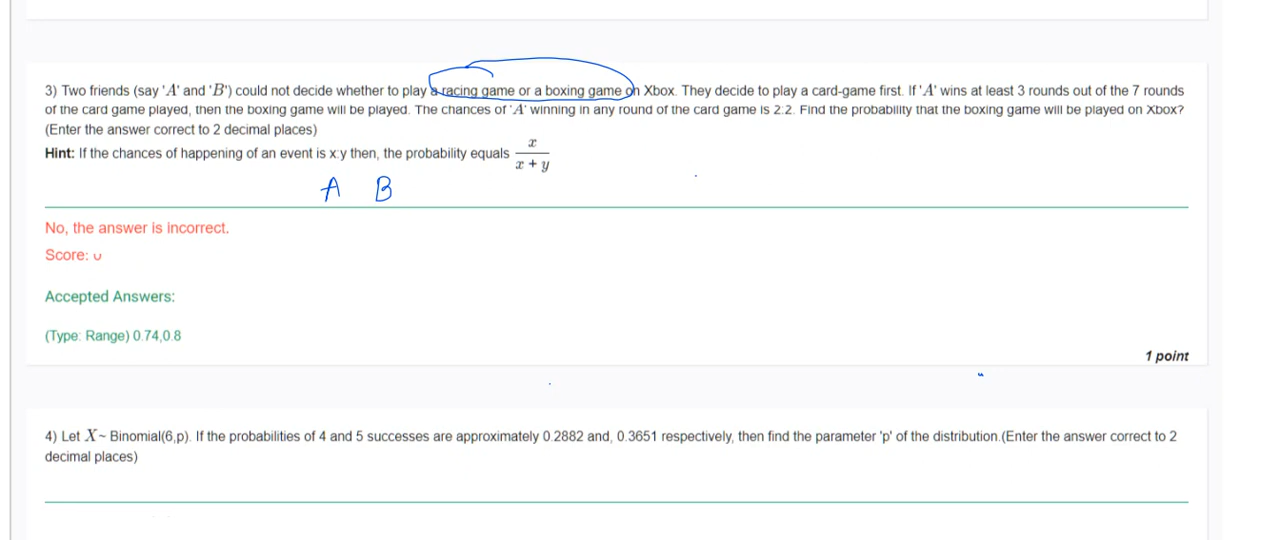 3) Two friends (say 'A' and 'B') could not decide whether to play a racing game or a boxing game on Xbox. They decide to play a card-game first. If 'A' wins at least 3 rounds out of the 7 rounds
of the card game played, then the boxing game will be played. The chances of 'A' winning in any round of the card game is 2:2. Find the probability that the boxing game will be played on Xbox?
(Enter the answer correct to 2 decimal places)
Hint: If the chances of happening of an event is x:y then, the probability equals x / x + y
A B
No, the answer is incorrect.
Score: 0
Accepted Answers:
(Type: Range) 0.74,0.8
1 point
4) Let X ~ Binomial(6,p). If the probabilities of 4 and 5 successes are approximately 0.2882 and, 0.3651 respectively, then find the parameter 'p' of the distribution.(Enter the answer correct to 2
decimal places)